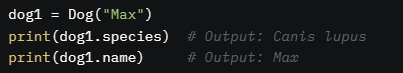 dog1 = Dog("Max")
print(dog1.species)  # Output: Canis lupus
print(dog1.name)     # Output: Max